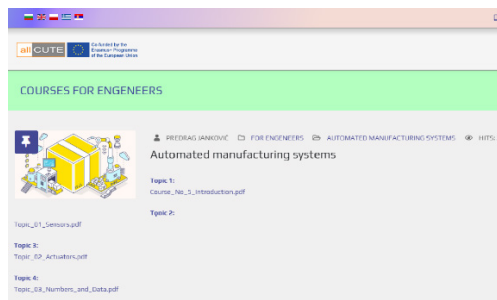 all CUTE
Co-funded by the
Erasmus+ Programme
of the European Union
COURSES FOR ENGENEERS
PREDRAG JANKOVIĆ FOR ENGENEERS AUTOMATED MANUFACTURING SYSTEMS HITS:
Automated manufacturing systems
Topic 1:
Course_No_5_Introduction.pdf
Topic 2:
Topic_01_Sensors.pdf
Topic 3:
Topic_02_Actuators.pdf
Topic 4:
Topic_03_Numbers_and_Data.pdf